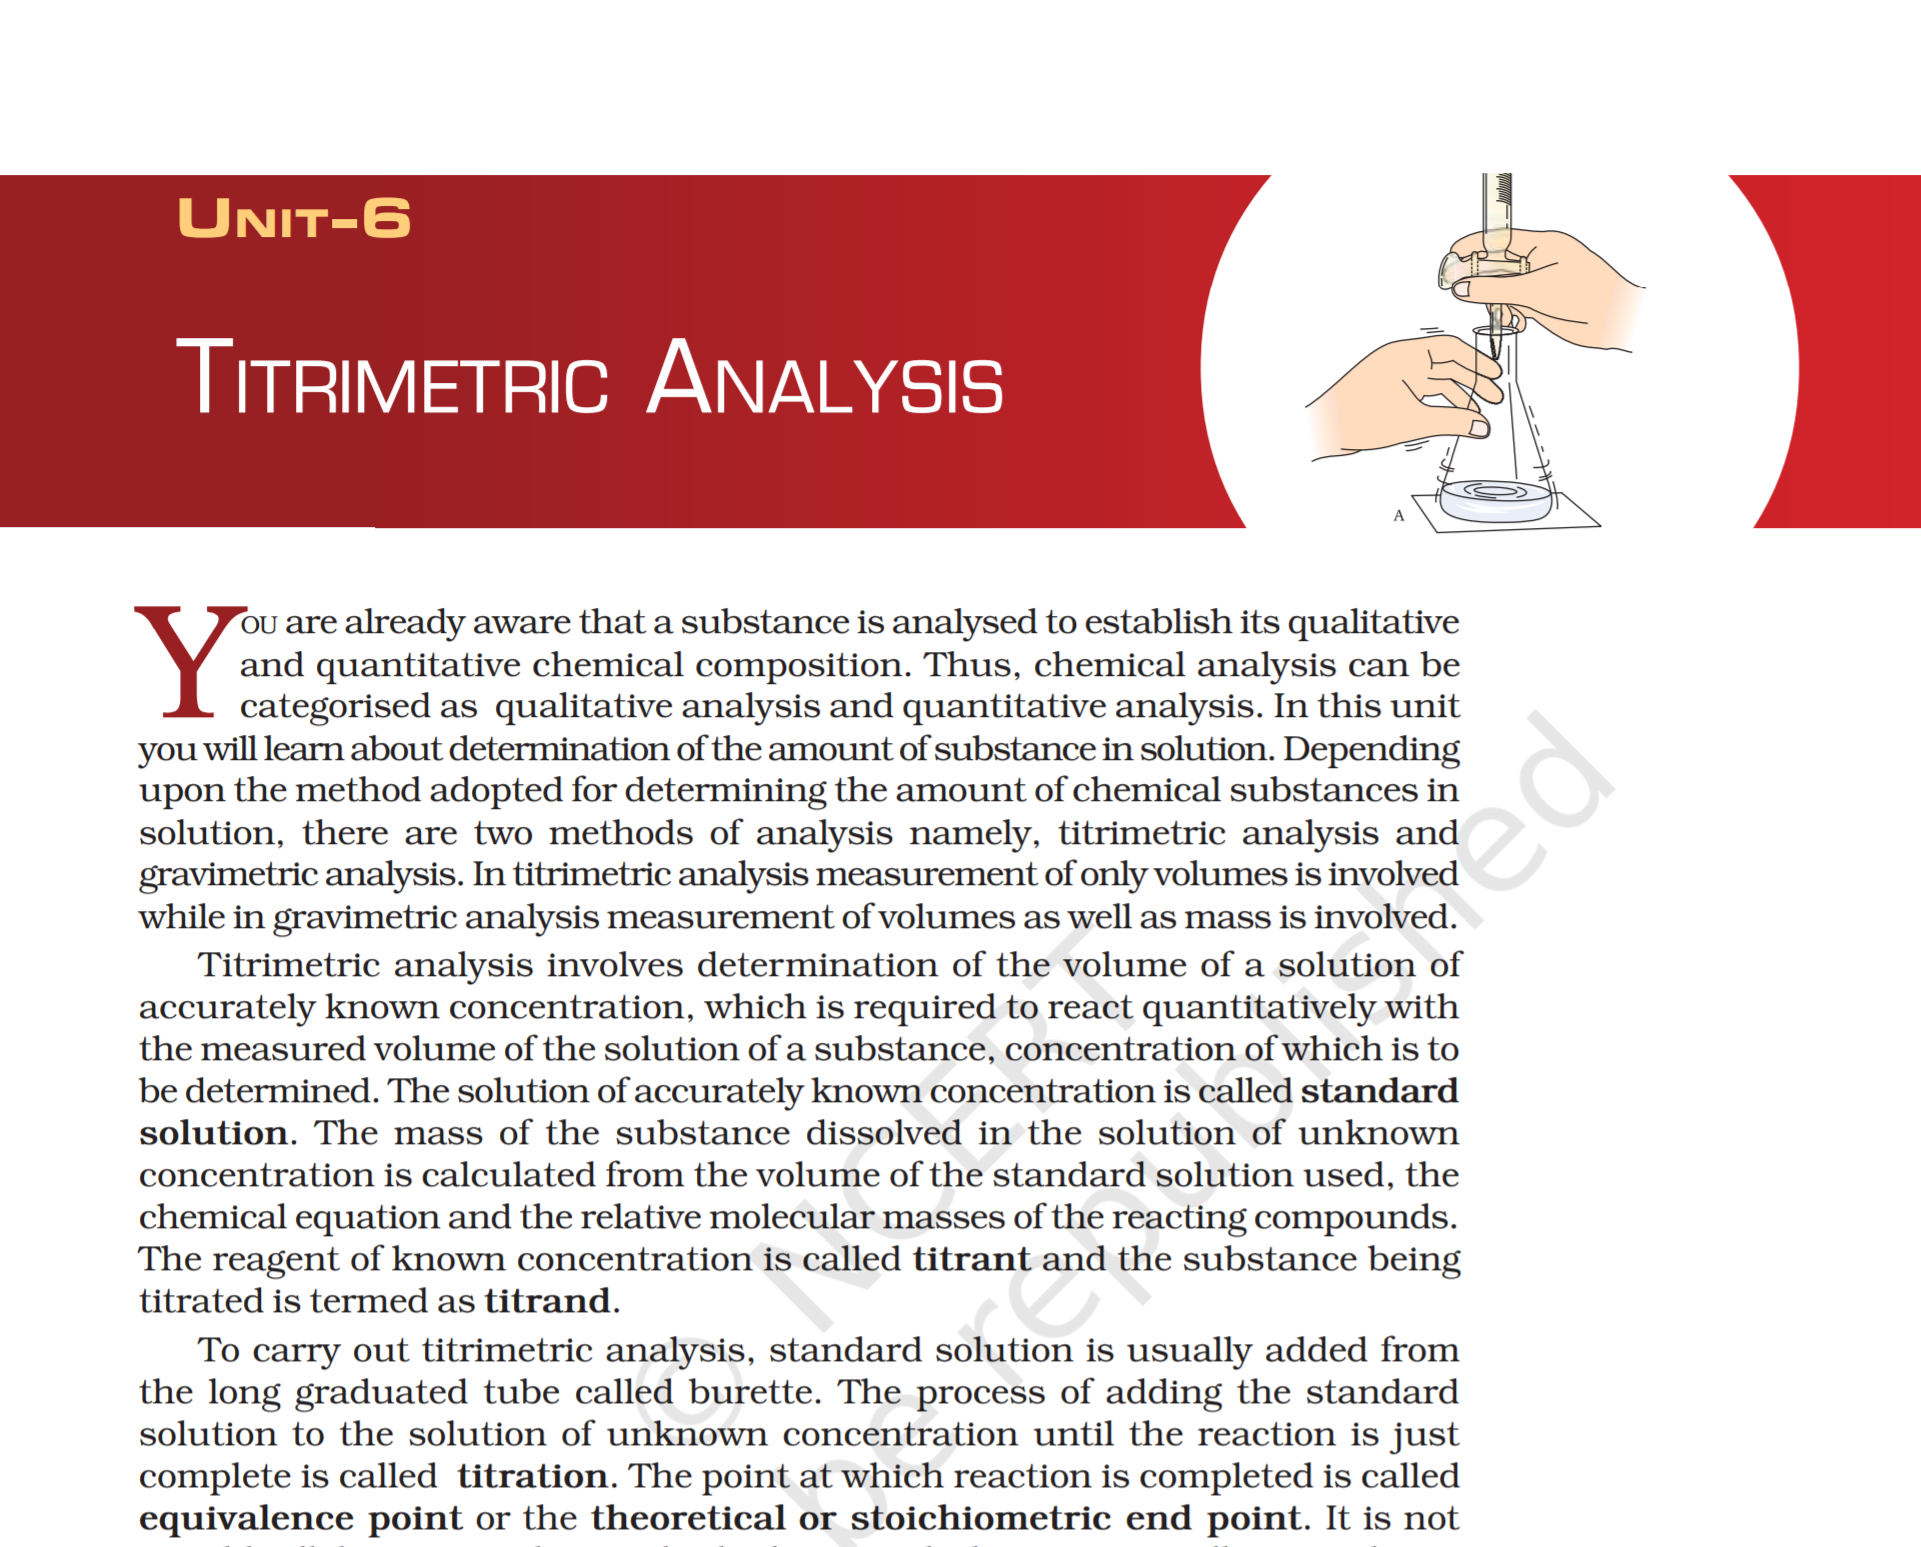 UNIT-6
TITRIMETRIC ANALYSIS
A
YOU are already aware that a substance is analysed to establish its qualitative
and quantitative chemical composition. Thus, chemical analysis can be
categorised as qualitative analysis and quantitative analysis. In this unit
you will learn about determination of the amount of substance in solution. Depending
upon the method adopted for determining the amount of chemical substances in
solution, there are two methods of analysis namely, titrimetric analysis and
gravimetric analysis. In titrimetric analysis measurement of only volumes is involved
while in gravimetric analysis measurement of volumes as well as mass is involved.
Titrimetric analysis involves determination of the volume of a solution of
accurately known concentration, which is required to react quantitatively with
the measured volume of the solution of a substance, concentration of which is to
be determined. The solution of accurately known concentration is called standard
solution. The mass of the substance dissolved in the solution of unknown
concentration is calculated from the volume of the standard solution used, the
chemical equation and the relative molecular masses of the reacting compounds.
The reagent of known concentration is called titrant and the substance being
titrated is termed as titrand.
To carry out titrimetric analysis, standard solution is usually added from
the long graduated tube called burette. The process of adding the standard
solution to the solution of unknown concentration until the reaction is just
complete is called titration. The point at which reaction is completed is called
equivalence point or the theoretical or stoichiometric end point. It is not
© NCERT
be republished